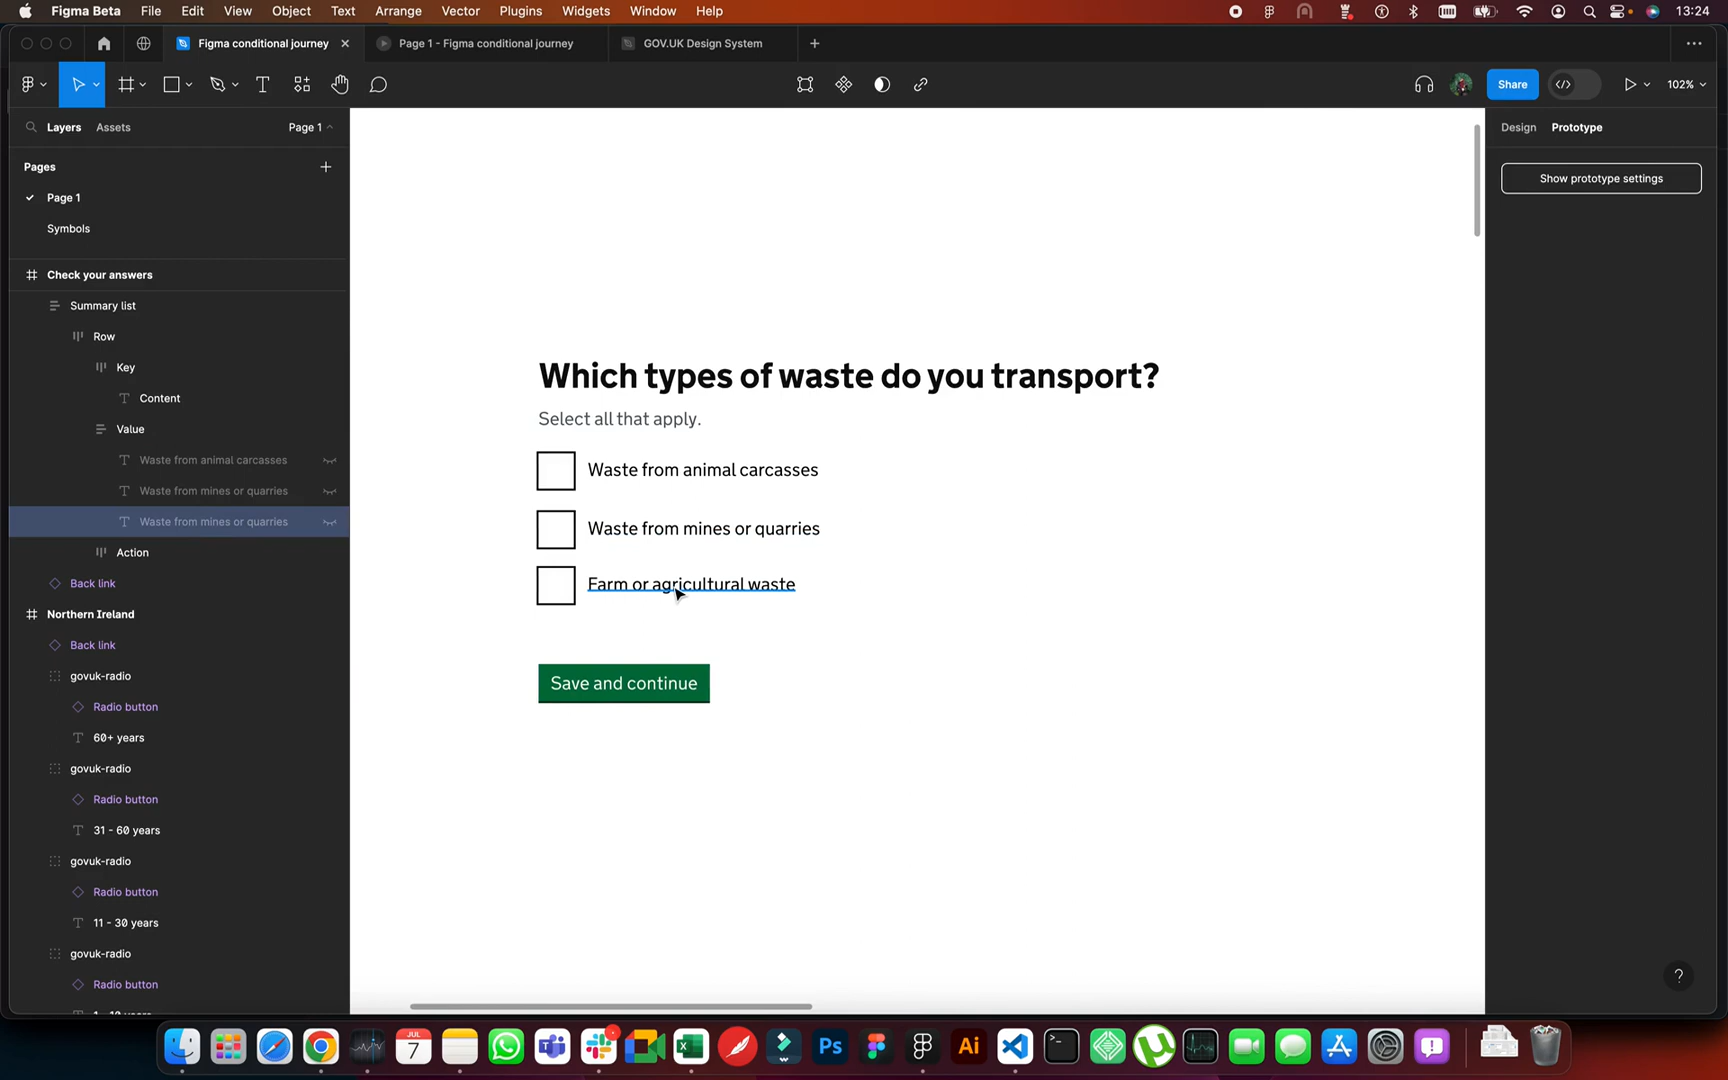 Figma Beta File Edit View Object Text Arrange Vector Plugins Widgets Window Help 13:24
Figma conditional journey Page 1 - Figma conditional journey GOV.UK Design System
Share 102%
Layers Assets Page 1
Design Prototype
Pages
Show prototype settings
Page 1
Symbols
Check your answers
Summary list
Row
Key
Content
Value
Waste from animal carcasses
Waste from mines or quarries
Waste from mines or quarries
Action
Back link
Northern Ireland
Back link
govuk-radio
Radio button
60+ years
govuk-radio
Radio button
31 - 60 years
govuk-radio
Radio button
11 - 30 years
govuk-radio
Radio button
Which types of waste do you transport?
Select all that apply.
Waste from animal carcasses
Waste from mines or quarries
Farm or agricultural waste
Save and continue
?
JUL
7
Ps
Ai